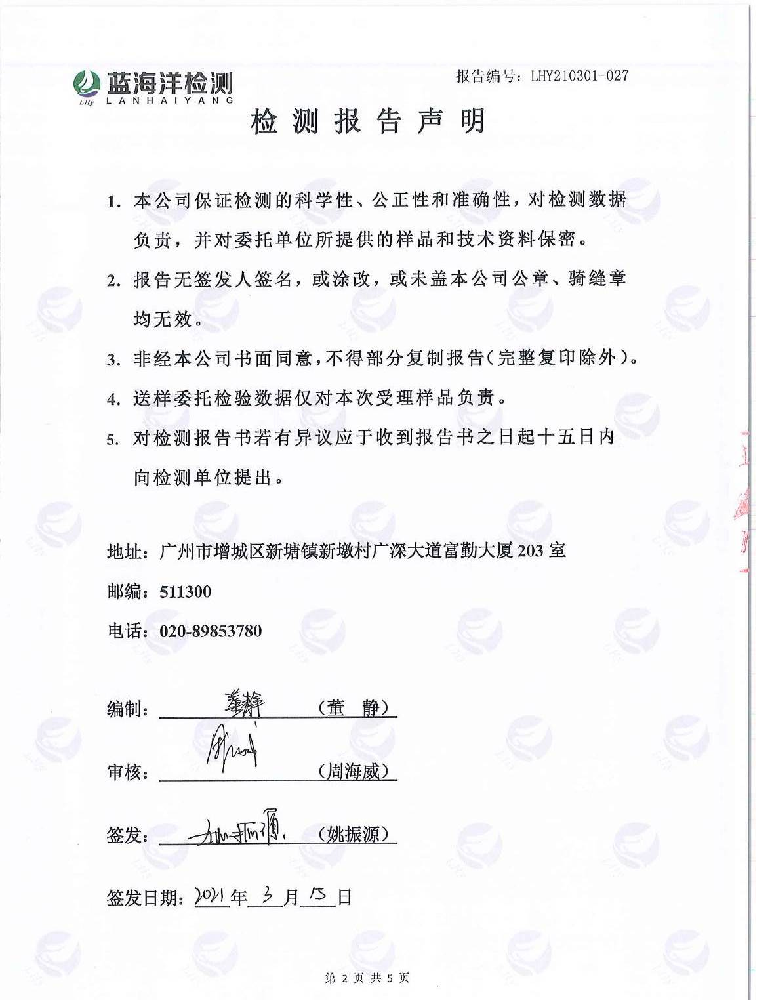 蓝海洋检测
LHy LANHAIYANG
报告编号：LHY210301-027
检测报告声明
1. 本公司保证检测的科学性、公正性和准确性，对检测数据
负责，并对委托单位所提供的样品和技术资料保密。
2. 报告无签发人签名，或涂改，或未盖本公司公章、骑缝章
均无效。
3. 非经本公司书面同意，不得部分复制报告（完整复印除外）。
4. 送样委托检验数据仅对本次受理样品负责。
5. 对检测报告书若有异议应于收到报告书之日起十五日内
向检测单位提出。
地址：广州市增城区新塘镇新墩村广深大道富勤大厦 203 室
邮编：511300
电话：020-89853780
编制：董静（董 静）
审核：（周海威）
签发：姚振源（姚振源）
签发日期：2021年3月15日
第 2 页 共 5 页